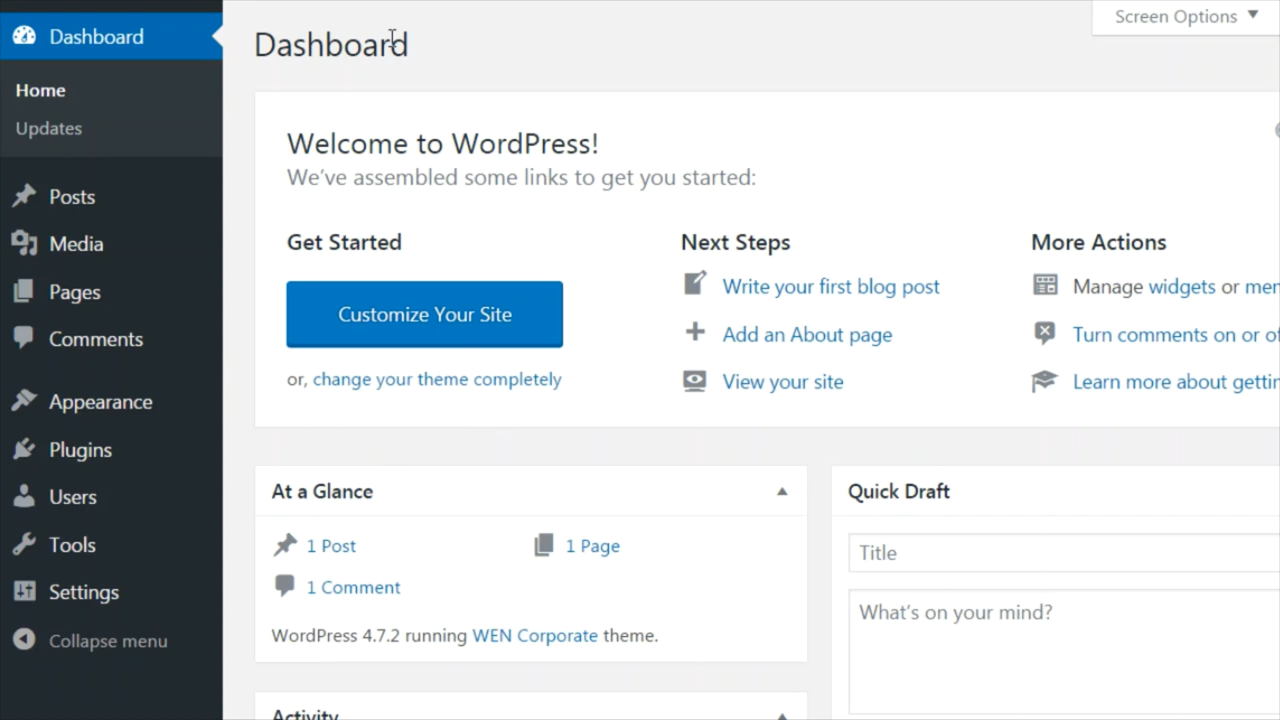 Dashboard
Home
Updates
Posts
Media
Pages
Comments
Appearance
Plugins
Users
Tools
Settings
Collapse menu
Screen Options
Dashboard
Welcome to WordPress!
We've assembled some links to get you started:
Get Started
Customize Your Site
or, change your theme completely
Next Steps
Write your first blog post
Add an About page
View your site
More Actions
Manage widgets or
Turn comments on or
Learn more about
At a Glance
1 Post
1 Page
1 Comment
WordPress 4.7.2 running WEN Corporate theme.
Activity
Quick Draft
Title
What's on your mind?